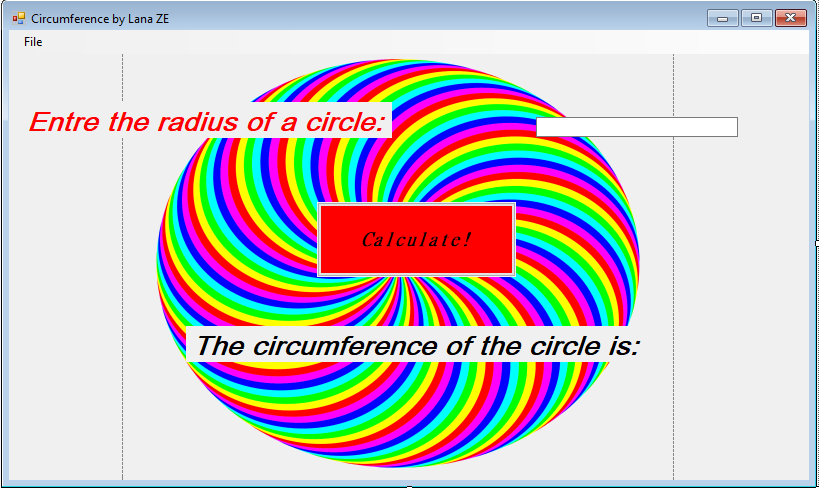 Circumference by Lana ZE
File
Entre the radius of a circle:
Calculate!
The circumference of the circle is: